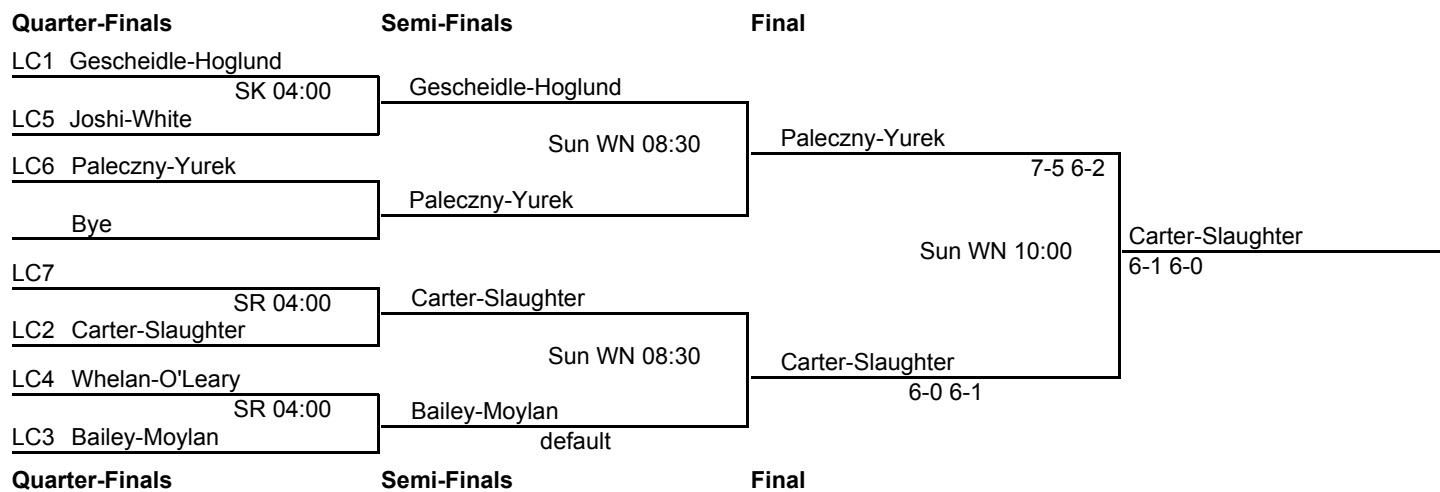 Quarter-Finals Semi-Finals Final
LC1 Gescheidle-Hoglund
SK 04:00 Gescheidle-Hoglund
LC5 Joshi-White
Sun WN 08:30 Paleczny-Yurek
LC6 Paleczny-Yurek 7-5 6-2
Paleczny-Yurek
Bye
Sun WN 10:00 Carter-Slaughter
6-1 6-0
LC7
SR 04:00 Carter-Slaughter
LC2 Carter-Slaughter
Sun WN 08:30 Carter-Slaughter
LC4 Whelan-O'Leary 6-0 6-1
SR 04:00 Bailey-Moylan
LC3 Bailey-Moylan default
Quarter-Finals Semi-Finals Final